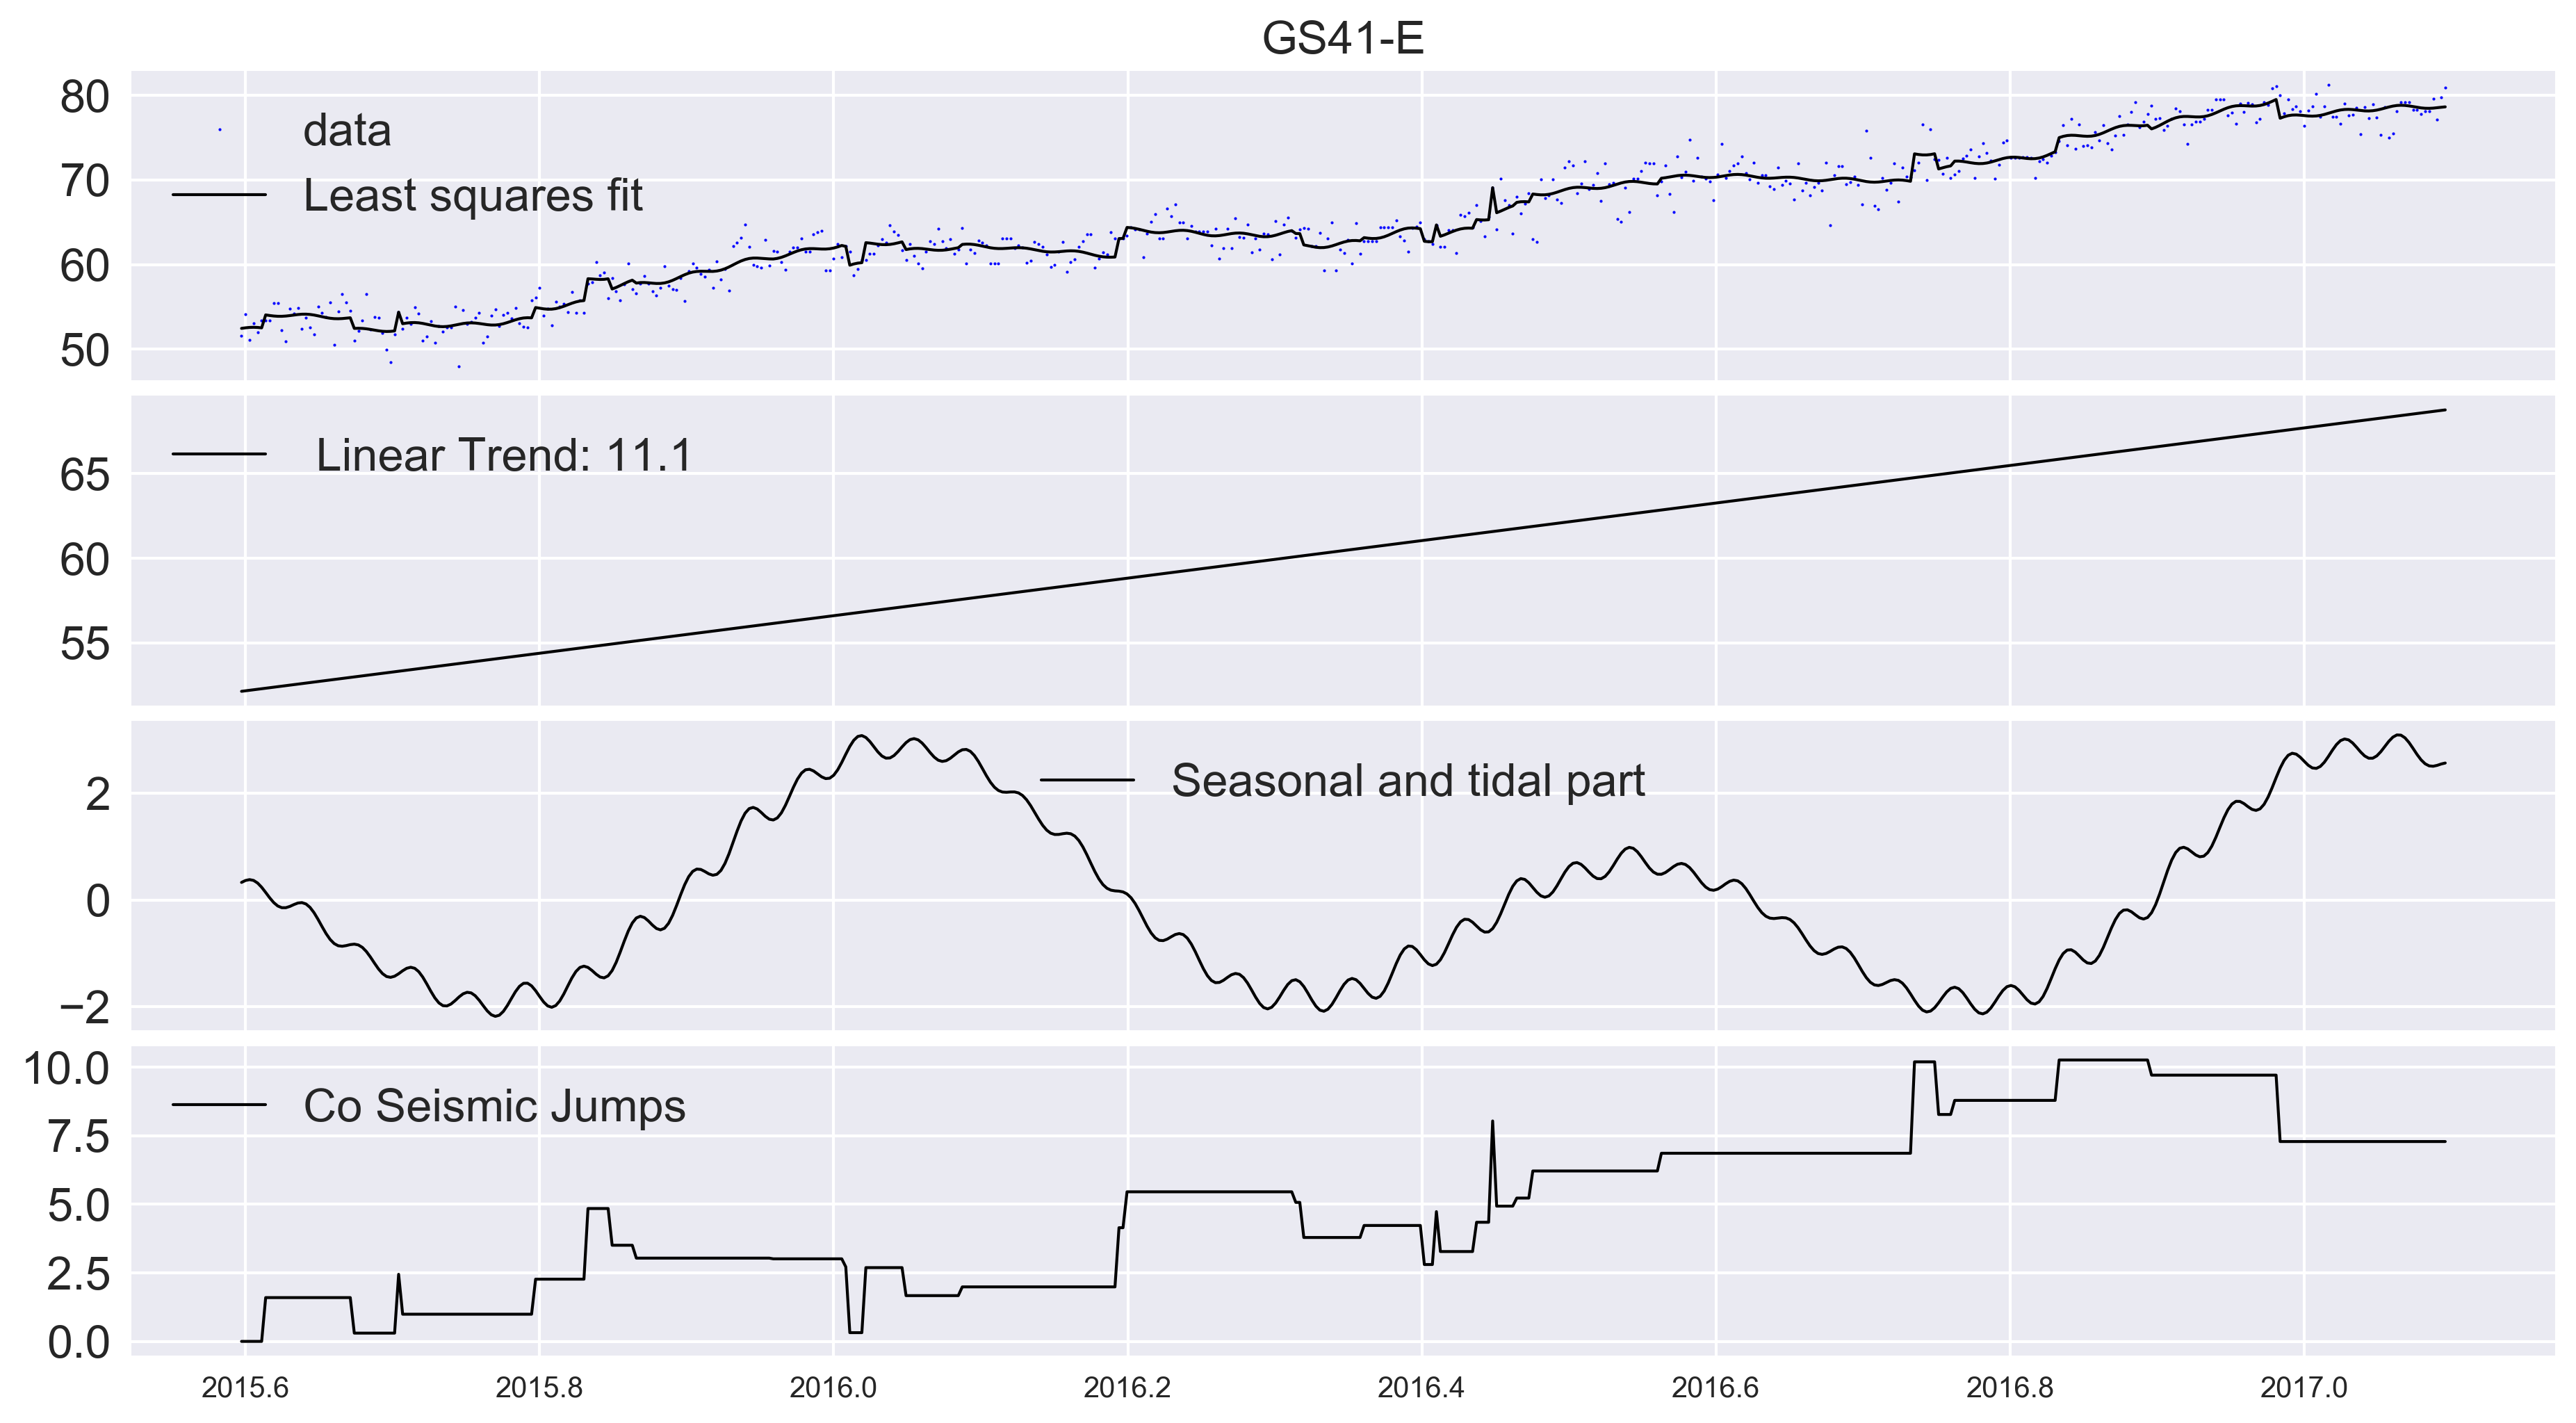 GS41-E
80
70
60
50
data
Least squares fit
65
60
55
Linear Trend: 11.1
2
0
−2
Seasonal and tidal part
10.0
7.5
5.0
2.5
0.0
Co Seismic Jumps
2015.6 2015.8 2016.0 2016.2 2016.4 2016.6 2016.8 2017.0